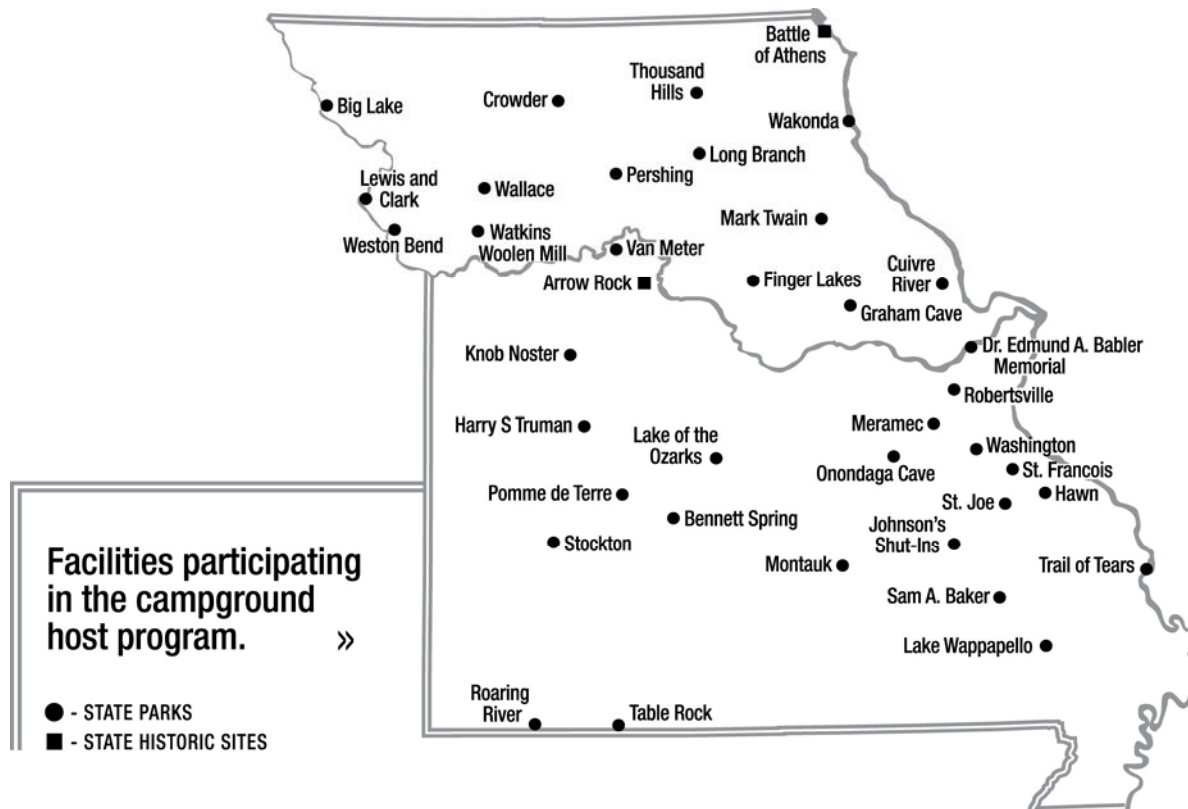 Battle
of Athens
Thousand
Hills
Big Lake
Crowder
Wakonda
Long Branch
Pershing
Lewis and
Clark
Wallace
Mark Twain
Weston Bend
Watkins
Woolen Mill
Van Meter
Arrow Rock
Finger Lakes
Cuivre
River
Graham Cave
Knob Noster
Dr. Edmund A. Babler
Memorial
Robertsville
Harry S Truman
Lake of the
Ozarks
Meramec
Washington
Onondaga Cave
St. Francois
Pomme de Terre
Hawn
St. Joe
Bennett Spring
Johnson's
Shut-Ins
Stockton
Montauk
Trail of Tears
Sam A. Baker
Lake Wappapello
Roaring
River
Table Rock
Facilities participating
in the campground
host program. »
- STATE PARKS
- STATE HISTORIC SITES